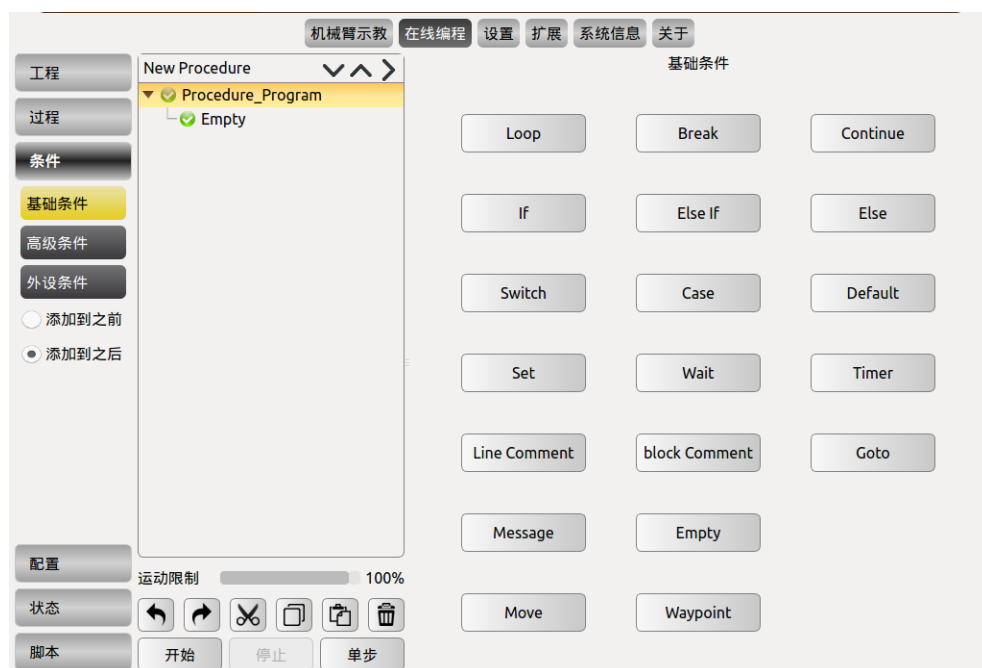 机械臂示教 在线编程 设置 扩展 系统信息 关于
工程
过程
条件
基础条件
高级条件
外设条件
添加到之前
添加到之后
配置
状态
脚本
New Procedure
Procedure_Program
Empty
运动限制 100%
开始 停止 单步
基础条件
Loop Break Continue
If Else If Else
Switch Case Default
Set Wait Timer
Line Comment block Comment Goto
Message Empty
Move Waypoint